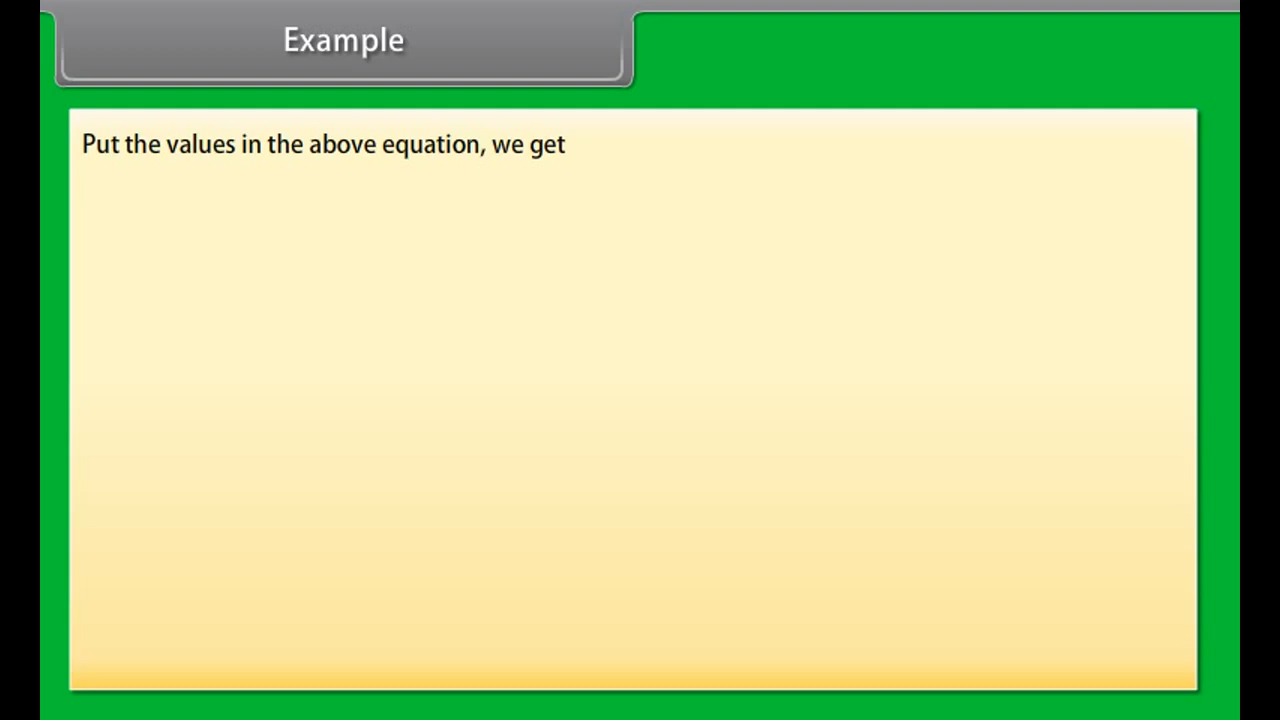 Example
Put the values in the above equation, we get